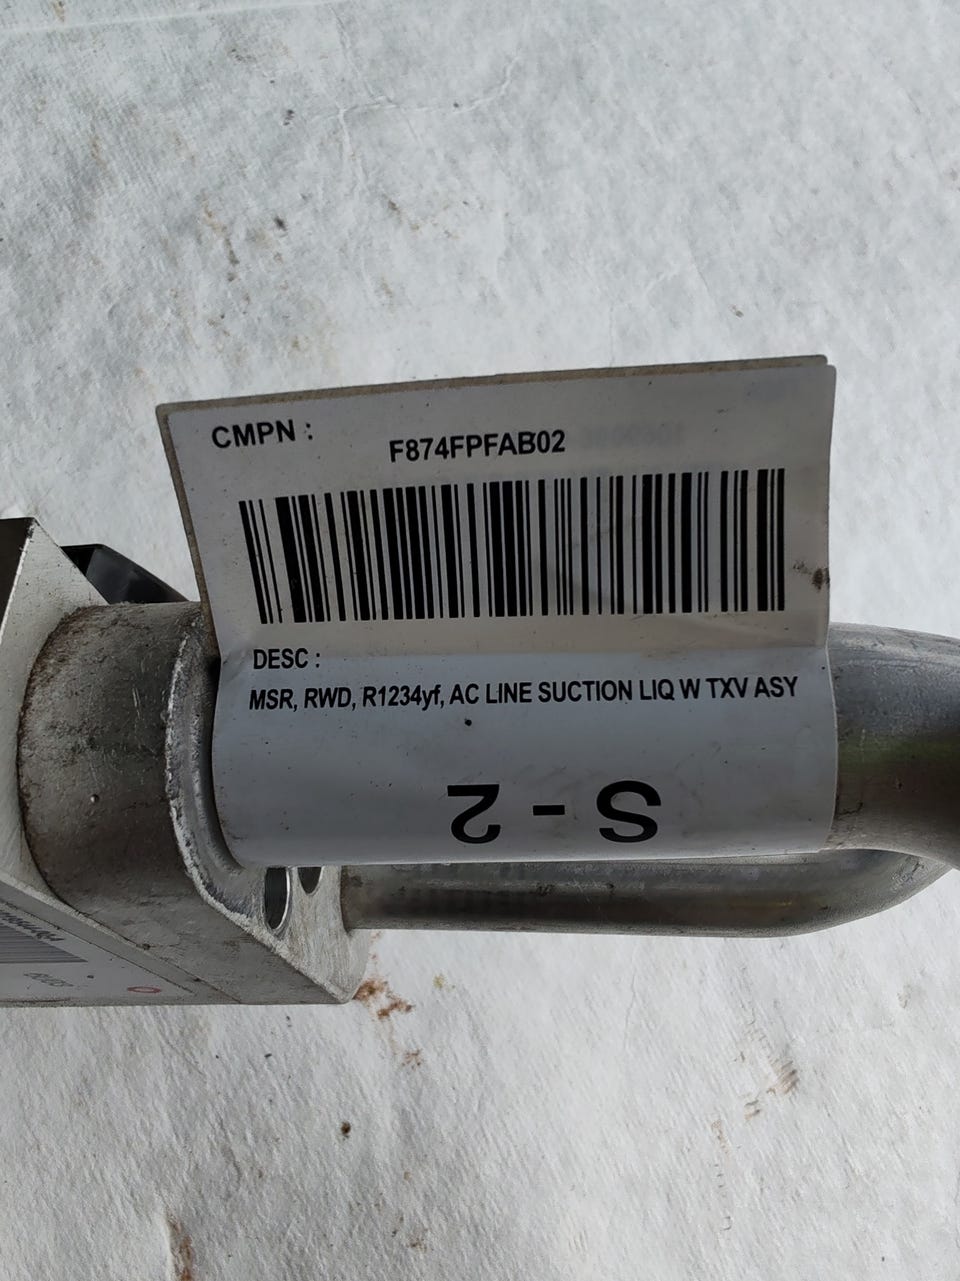 CMPN :
F874FPFAB02
DESC :
MSR, RWD, R1234yf, AC LINE SUCTION LIQ W TXV ASY
S - 2